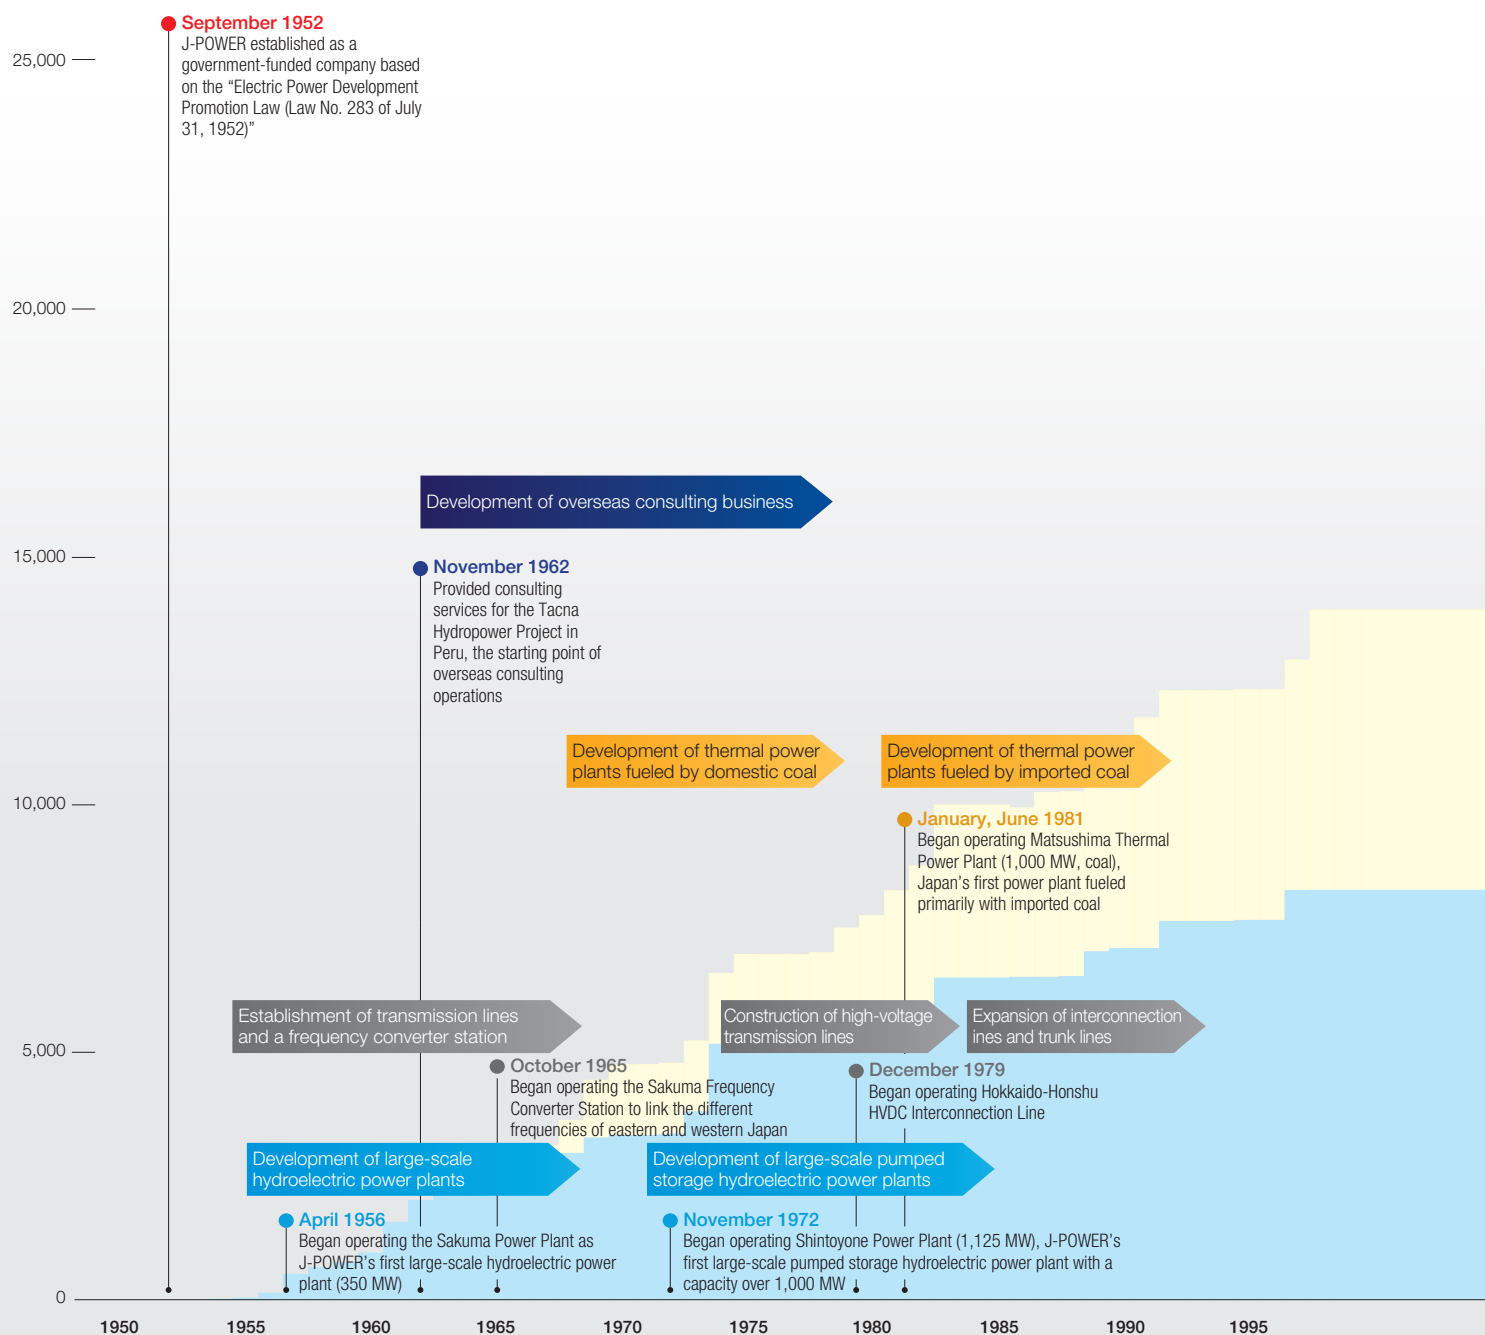 September 1952
J-POWER established as a
government-funded company based
on the “Electric Power Development
Promotion Law (Law No. 283 of July
31, 1952)”
25,000
20,000
15,000
10,000
5,000
0
Development of overseas consulting business
November 1962
Provided consulting
services for the Tacna
Hydropower Project in
Peru, the starting point of
overseas consulting
operations
Development of thermal power
plants fueled by domestic coal
Development of thermal power
plants fueled by imported coal
January, June 1981
Began operating Matsushima Thermal
Power Plant (1,000 MW, coal),
Japan’s first power plant fueled
primarily with imported coal
Establishment of transmission lines
and a frequency converter station
Construction of high-voltage
transmission lines
Expansion of interconnection
ines and trunk lines
October 1965
Began operating the Sakuma Frequency
Converter Station to link the different
frequencies of eastern and western Japan
December 1979
Began operating Hokkaido-Honshu
HVDC Interconnection Line
Development of large-scale
hydroelectric power plants
Development of large-scale pumped
storage hydroelectric power plants
April 1956
Began operating the Sakuma Power Plant as
J-POWER’s first large-scale hydroelectric power
plant (350 MW)
November 1972
Began operating Shintoyone Power Plant (1,125 MW), J-POWER’s
first large-scale pumped storage hydroelectric power plant with a
capacity over 1,000 MW
1950 1955 1960 1965 1970 1975 1980 1985 1990 1995